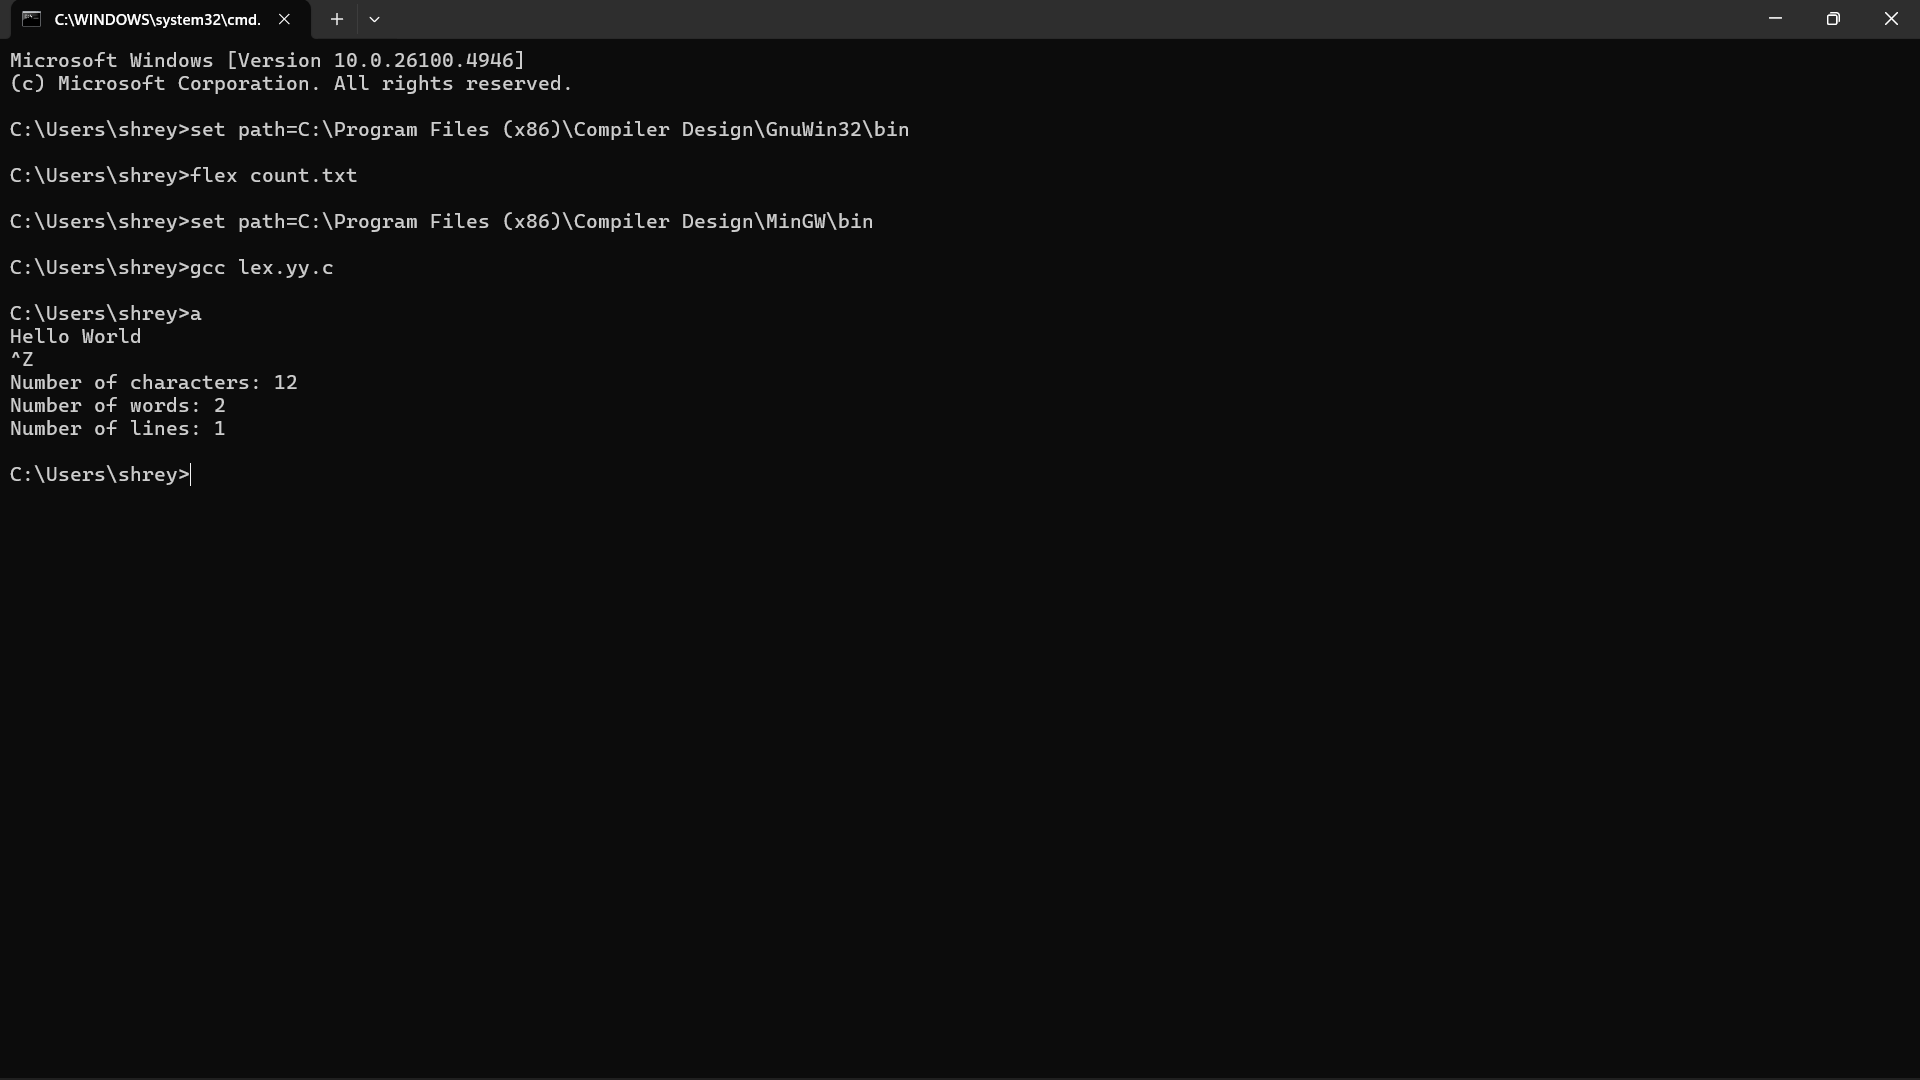 C:\WINDOWS\system32\cmd.
Microsoft Windows [Version 10.0.26100.4946]
(c) Microsoft Corporation. All rights reserved.
C:\Users\shrey>set path=C:\Program Files (x86)\Compiler Design\GnuWin32\bin
C:\Users\shrey>flex count.txt
C:\Users\shrey>set path=C:\Program Files (x86)\Compiler Design\MinGW\bin
C:\Users\shrey>gcc lex.yy.c
C:\Users\shrey>a
Hello World
^Z
Number of characters: 12
Number of words: 2
Number of lines: 1
C:\Users\shrey>